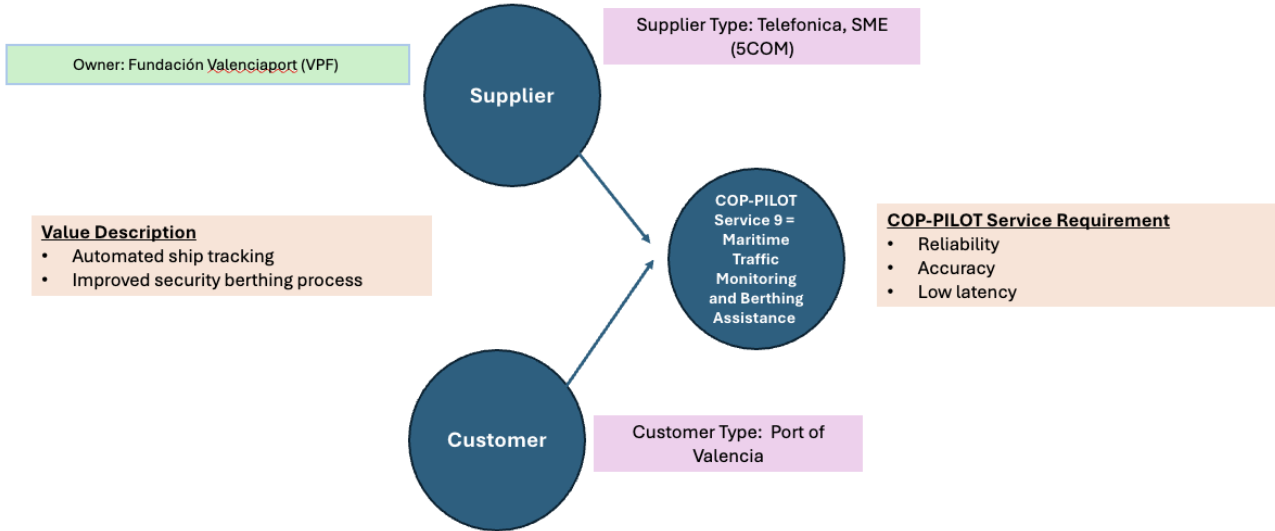 Supplier Type: Telefonica, SME
(5COM)
Owner: Fundación Valenciaport (VPF)
Supplier
COP-PILOT
Service 9 =
Maritime
Traffic
Monitoring
and Berthing
Assistance
Value Description
• Automated ship tracking
• Improved security berthing process
COP-PILOT Service Requirement
• Reliability
• Accuracy
• Low latency
Customer
Customer Type: Port of
Valencia